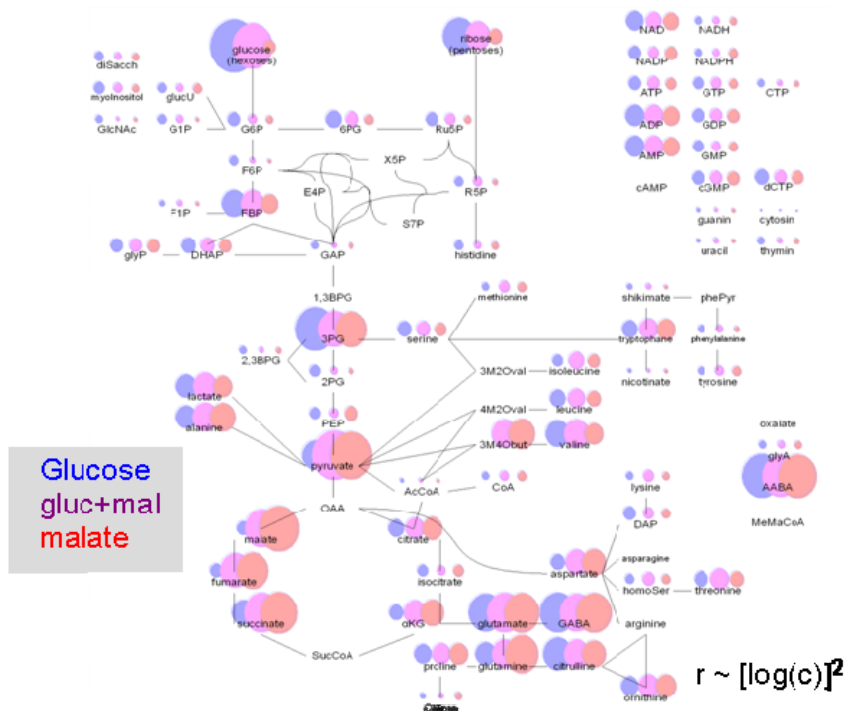 glucose
(hexoses)
ribose
(pentoses)
NAD
NADH
diSacch
NADP
NADPH
myoInositol
glucU
ATP
GTP
CTP
GlcNAc
G1P
G6P
6PG
Ru5P
ADP
GDP
F6P
X5P
AMP
GMP
E4P
R5P
cAMP
cGMP
dCTP
F1P
FBP
S7P
guanin
cytosin
glyP
DHAP
GAP
histidine
uracil
thymin
1,3BPG
methionine
shikimate
phePyr
3PG
serine
tryptophane
phenylalanine
2,3BPG
2PG
3M2Oval
isoleucine
nicotinate
tyrosine
lactate
alanine
PEP
4M2Oval
leucine
oxalate
3M4Obut
valine
glyA
Glucose
pyruvate
AcCoA
CoA
lysine
AABA
gluc+mal
OAA
DAP
MeMaCoA
malate
malate
citrate
asparagine
fumarate
isocitrate
aspartate
homoSer
threonine
succinate
αKG
glutamate
GABA
arginine
SucCoA
proline
glutamine
citrulline
ornithine
r ~ [log(c)]²